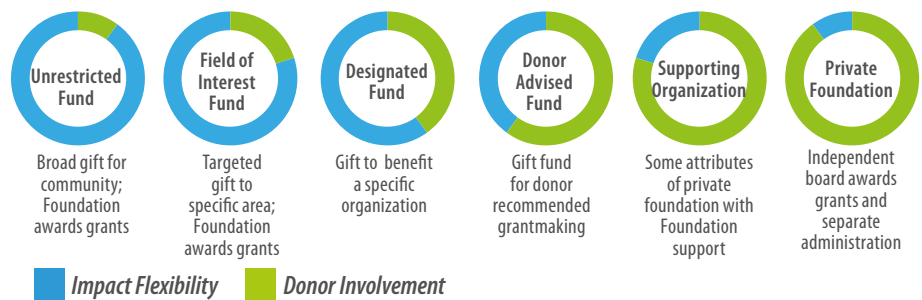 Unrestricted
Fund
Field of
Interest
Fund
Designated
Fund
Donor
Advised
Fund
Supporting
Organization
Private
Foundation
Broad gift for
community;
Foundation
awards grants
Targeted
gift to
specific area;
Foundation
awards grants
Gift to benefit
a specific
organization
Gift fund
for donor
recommended
grantmaking
Some attributes
of private
foundation with
Foundation
support
Independent
board awards
grants and
separate
administration
Impact Flexibility
Donor Involvement